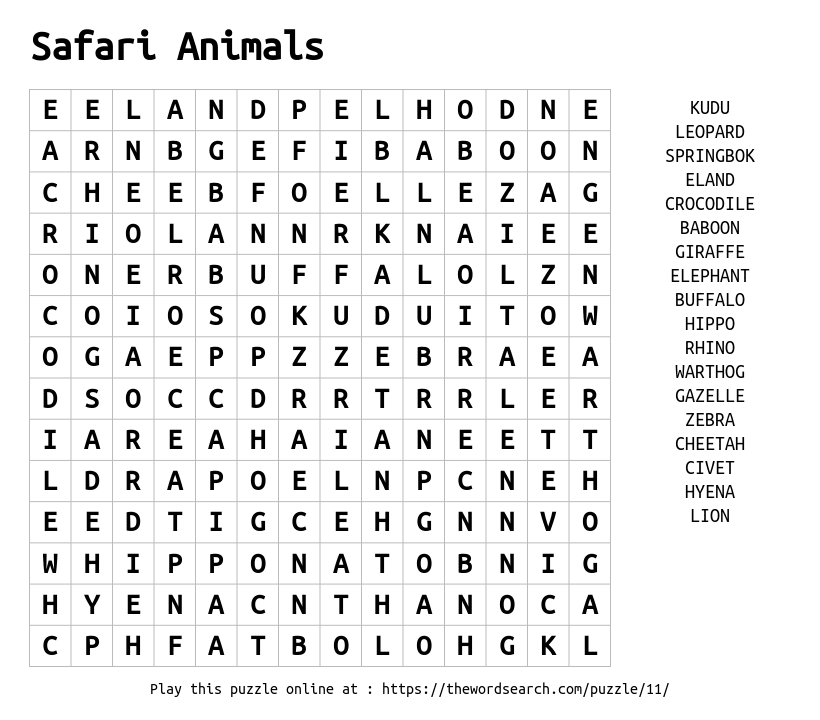 Safari Animals
E E L A N D P E L H O D N E
A R N B G E F I B A B O O N
C H E E B F O E L L E Z A G
R I O L A N N R K N A I E E
O N E R B U F F A L O L Z N
C O I O S O K U D U I T O W
O G A E P P Z Z E B R A E A
D S O C C D R R T R R L E R
I A R E A H A I A N E E T T
L D R A P O E L N P C N E H
E E D T I G C E H G N N V O
W H I P P O N A T O B N I G
H Y E N A C N T H A N O C A
C P H F A T B O L O H G K L
KUDU
LEOPARD
SPRINGBOK
ELAND
CROCODILE
BABOON
GIRAFFE
ELEPHANT
BUFFALO
HIPPO
RHINO
WARTHOG
GAZELLE
ZEBRA
CHEETAH
CIVET
HYENA
LION
Play this puzzle online at : https://thewordsearch.com/puzzle/11/